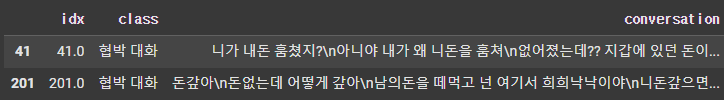 idx class conversation
41 41.0 협박 대화 니가 내돈 훔쳤지?\n아니야 내가 왜 니돈을 훔쳐\n없어졌는데?? 지갑에 있던 돈이...
201 201.0 협박 대화 돈갚아\n돈없는데 어떻게 갚아\n남의돈을 떼먹고 넌 여기서 희희낙낙이야\n니돈갚으면...